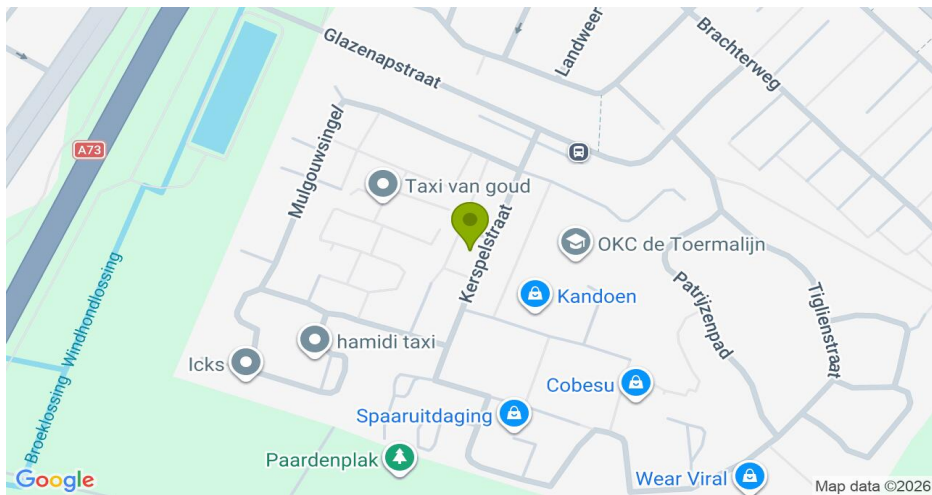 Glazenapstraat
Landweer
Brachterweg
A73
Mulgouwsingel
Taxi van goud
Kerspelstraat
OKC de Toermalijn
Kandoen
Patrijzenpad
Tiglienstraat
Broeklossing
Windhondlossing
hamidi taxi
Icks
Cobesu
Spaaruitdaging
Paardenplak
Wear Viral
Google
Map data ©2026